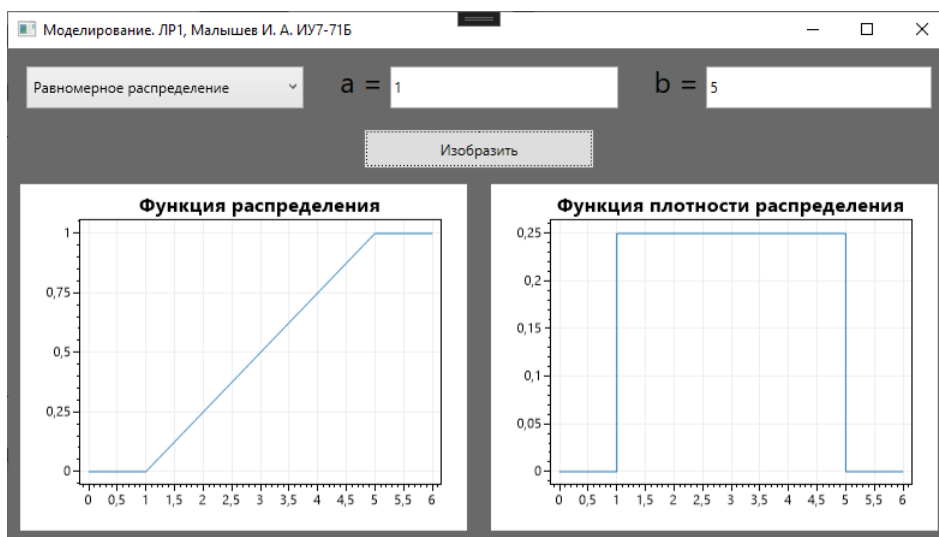 Моделирование. ЛР1, Малышев И. А. ИУ7-71Б
Равномерное распределение
a = 1
b = 5
Изобразить
Функция распределения
1
0,75
0,5
0,25
0
0 0,5 1 1,5 2 2,5 3 3,5 4 4,5 5 5,5 6
Функция плотности распределения
0,25
0,2
0,15
0,1
0,05
0
0 0,5 1 1,5 2 2,5 3 3,5 4 4,5 5 5,5 6